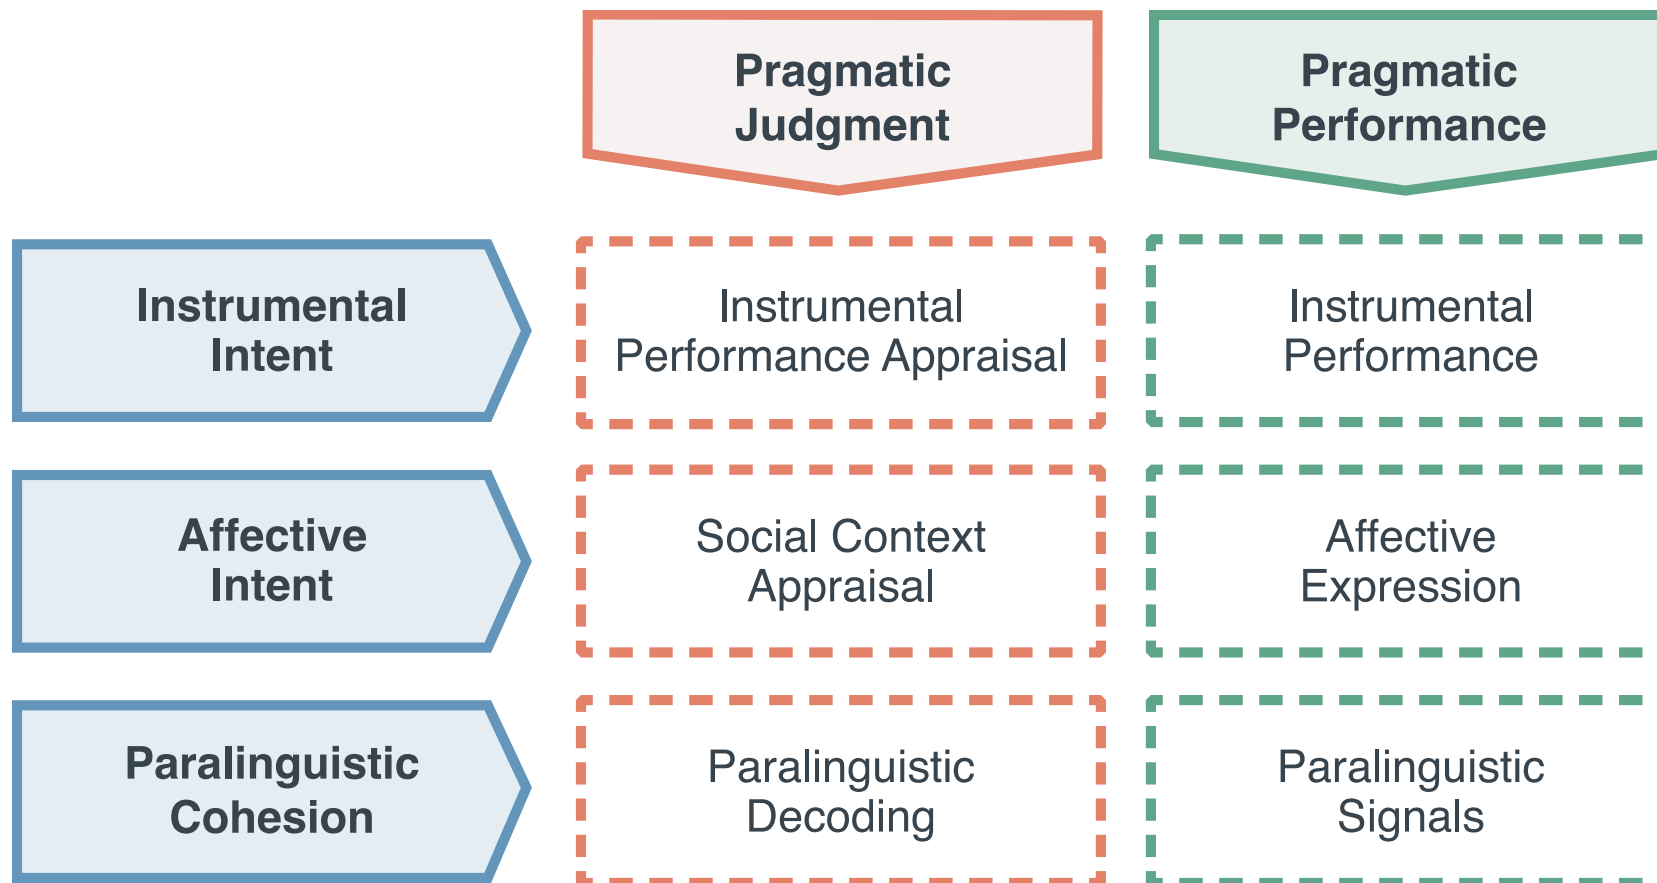 Pragmatic
Judgment
Pragmatic
Performance
Instrumental
Intent
Instrumental
Performance Appraisal
Instrumental
Performance
Affective
Intent
Social Context
Appraisal
Affective
Expression
Paralinguistic
Cohesion
Paralinguistic
Decoding
Paralinguistic
Signals